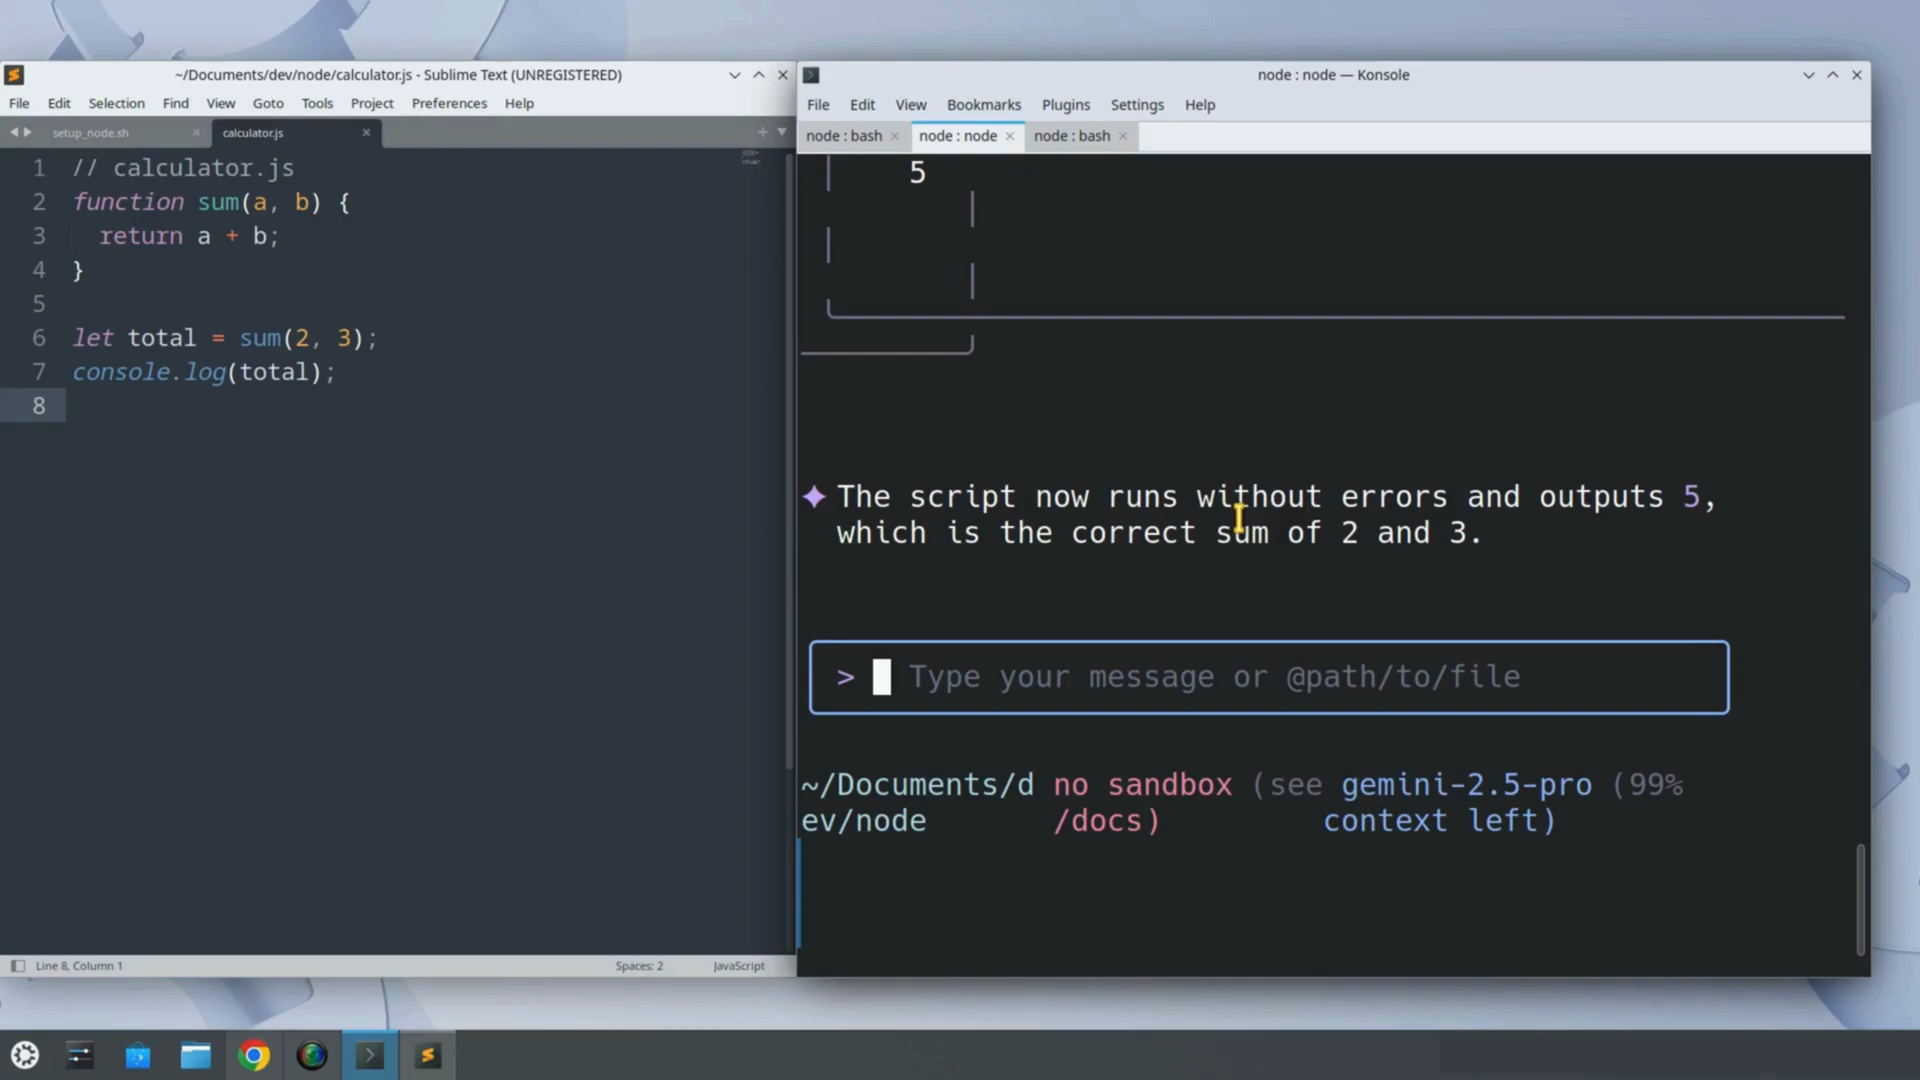 ~/Documents/dev/node/calculator.js - Sublime Text (UNREGISTERED)
File Edit Selection Find View Goto Tools Project Preferences Help
setup_node.sh calculator.js
1 // calculator.js
2 function sum(a, b) {
3 return a + b;
4 }
5
6 let total = sum(2, 3);
7 console.log(total);
8
Line 8, Column 1 Spaces: 2 JavaScript
node : node — Konsole
File Edit View Bookmarks Plugins Settings Help
node : bash node : node node : bash
5
✦ The script now runs without errors and outputs 5,
which is the correct sum of 2 and 3.
> Type your message or @path/to/file
~/Documents/d no sandbox (see gemini-2.5-pro (99%
ev/node /docs) context left)